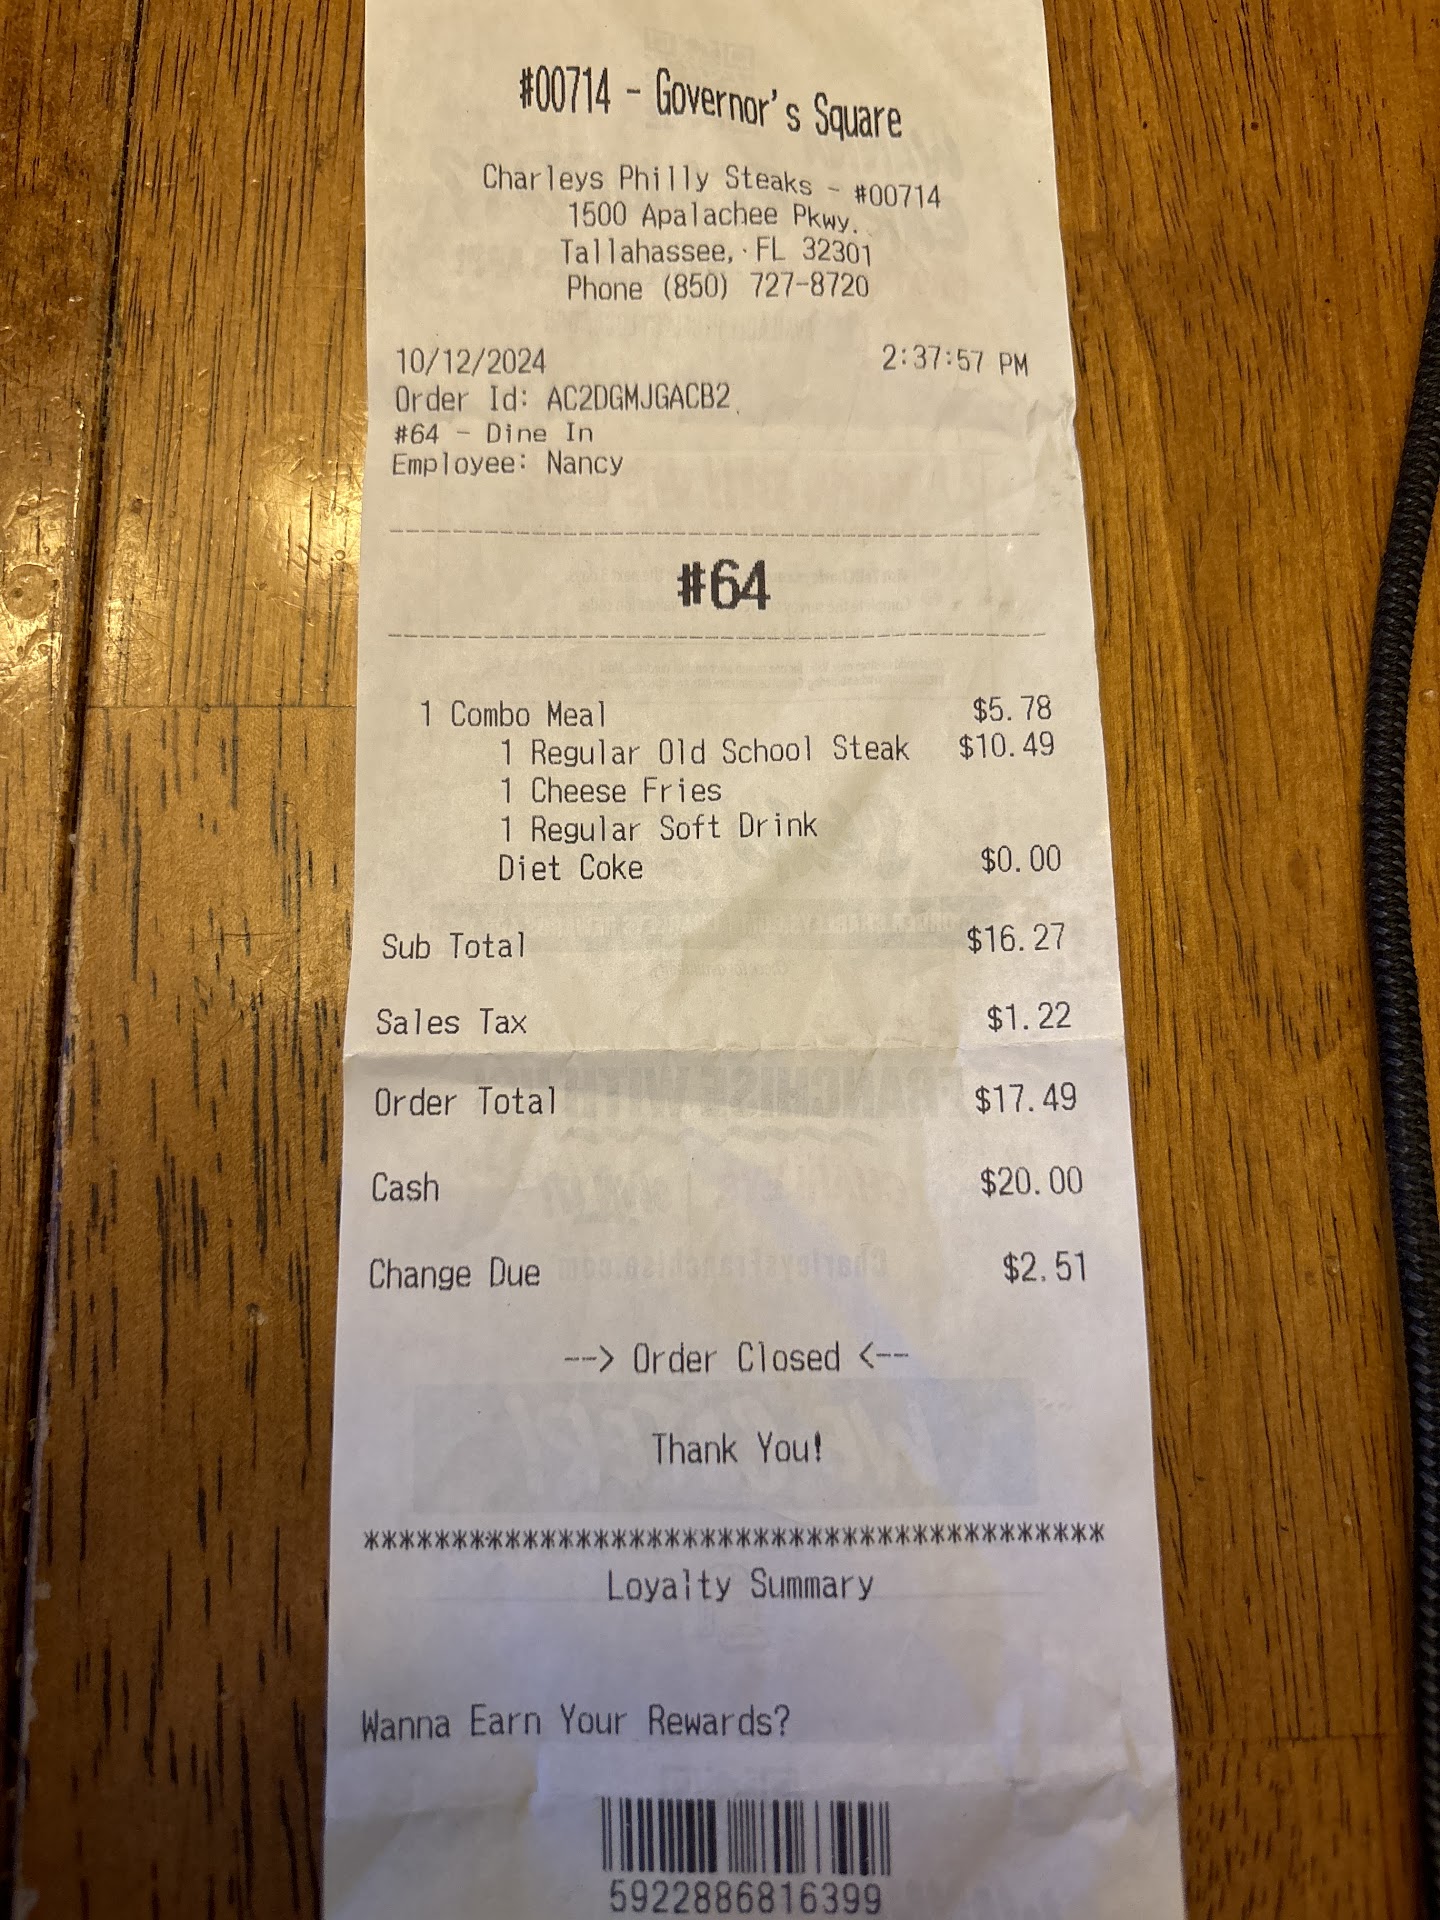 #00714 - Governor's Square
Charleys Philly Steaks - #00714
1500 Apalachee Pkwy.
Tallahassee, FL 32301
Phone (850) 727-8720
10/12/2024 2:37:57 PM
Order Id: AC2DGMJGACB2
#64 - Dine In
Employee: Nancy
#64
1 Combo Meal $5.78
1 Regular Old School Steak $10.49
1 Cheese Fries
1 Regular Soft Drink
Diet Coke $0.00
Sub Total $16.27
Sales Tax $1.22
Order Total $17.49
Cash $20.00
Change Due $2.51
--> Order Closed <--
Thank You!
******************************************
Loyalty Summary
Wanna Earn Your Rewards?
5922886816399